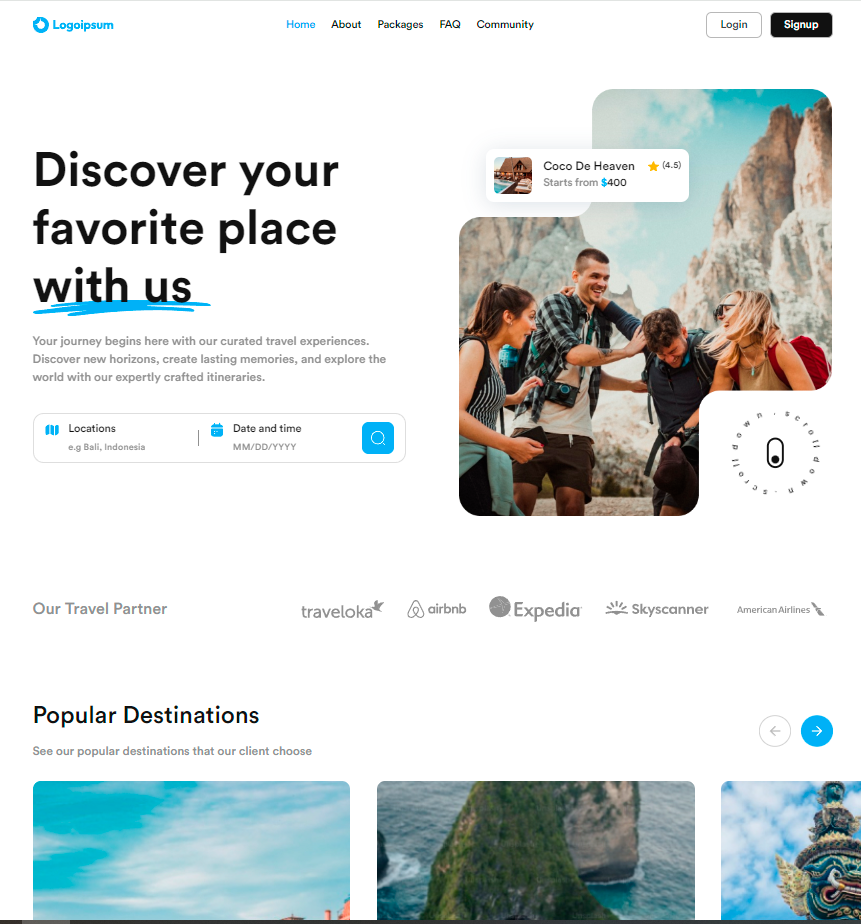 Logoipsum
Home About Packages FAQ Community
Login
Signup
Discover your
favorite place
with us
Coco De Heaven
(4.5)
Starts from $400
Your journey begins here with our curated travel experiences.
Discover new horizons, create lasting memories, and explore the
world with our expertly crafted itineraries.
Locations
e.g Bali, Indonesia
Date and time
MM/DD/YYYY
scroll down · scroll down ·
Our Travel Partner
traveloka
airbnb
Expedia
Skyscanner
American Airlines
Popular Destinations
See our popular destinations that our client choose